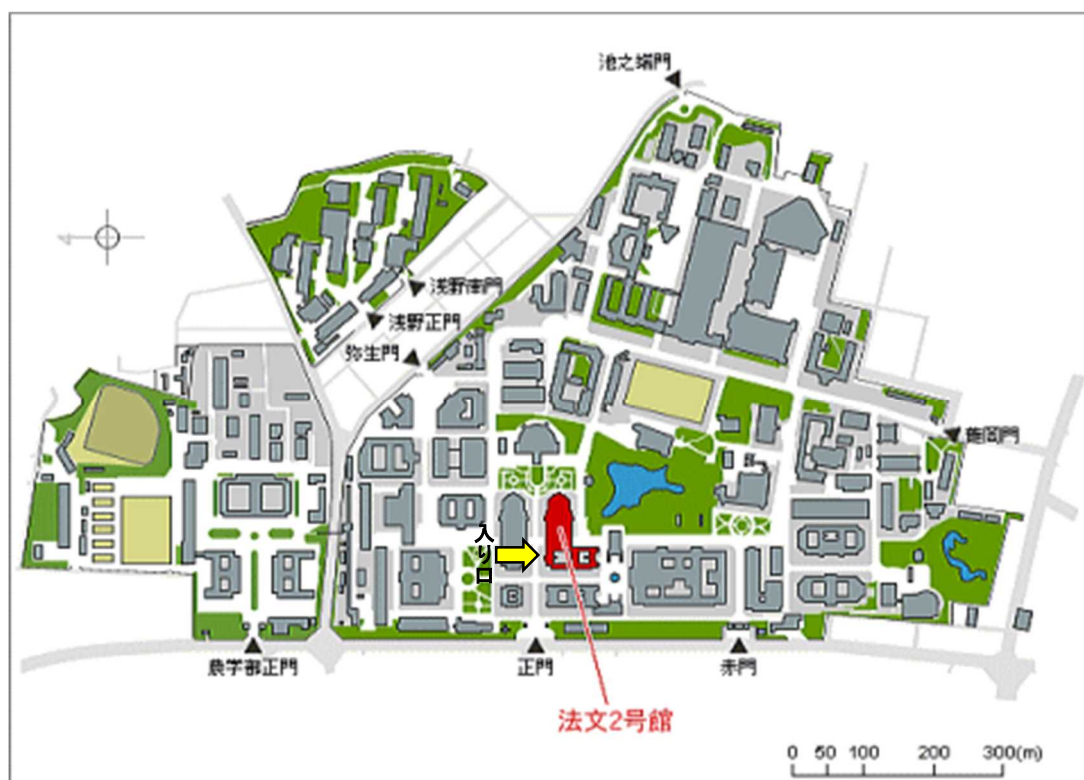 池之端門
浅野南門
浅野正門
弥生門
龍岡門
入り口
農学部正門
正門
赤門
法文2号館
0 50 100 200 300(m)